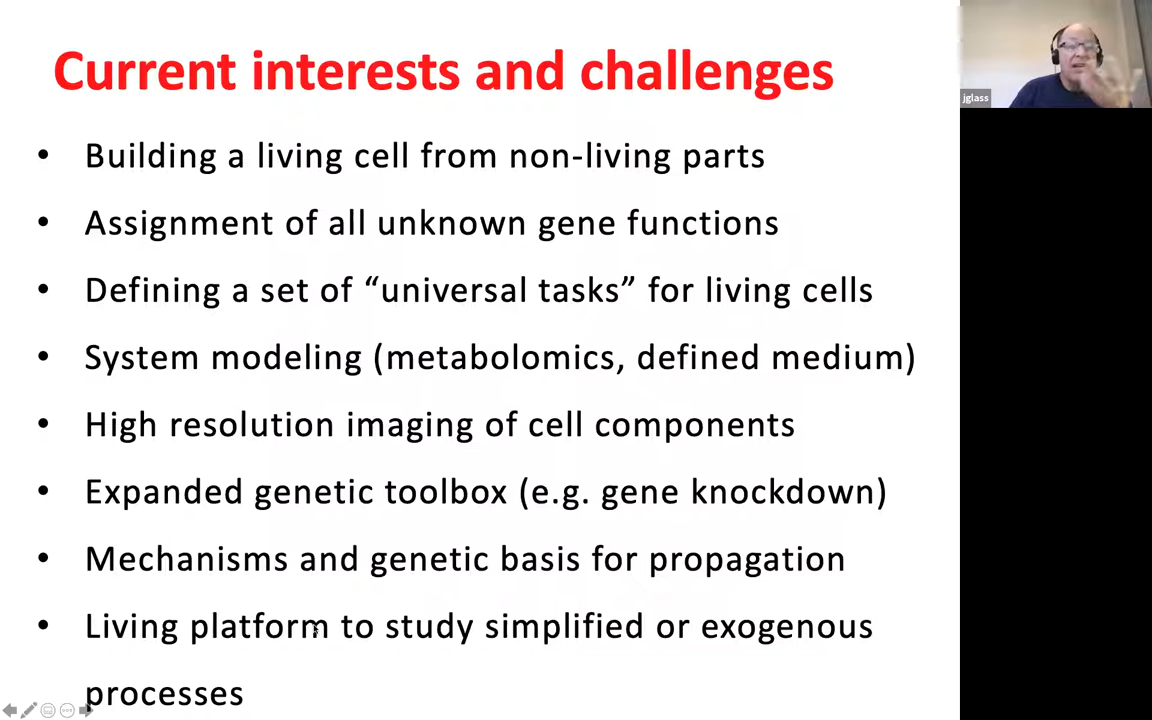 Current interests and challenges
jglass
• Building a living cell from non-living parts
• Assignment of all unknown gene functions
• Defining a set of “universal tasks” for living cells
• System modeling (metabolomics, defined medium)
• High resolution imaging of cell components
• Expanded genetic toolbox (e.g. gene knockdown)
• Mechanisms and genetic basis for propagation
• Living platform to study simplified or exogenous
processes